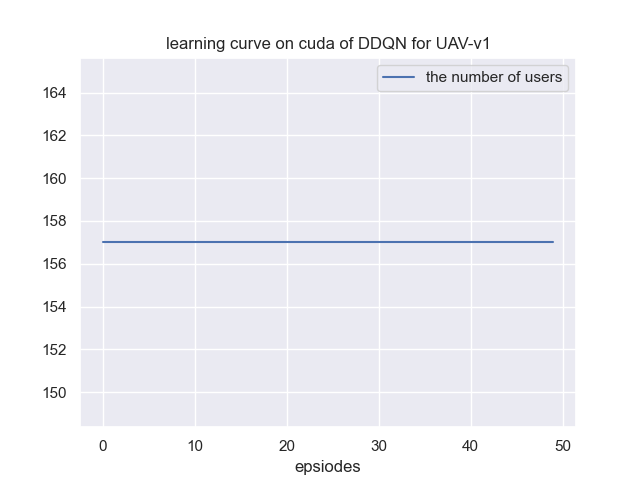 learning curve on cuda of DDQN for UAV-v1
the number of users
164
162
160
158
156
154
152
150
0 10 20 30 40 50
epsiodes